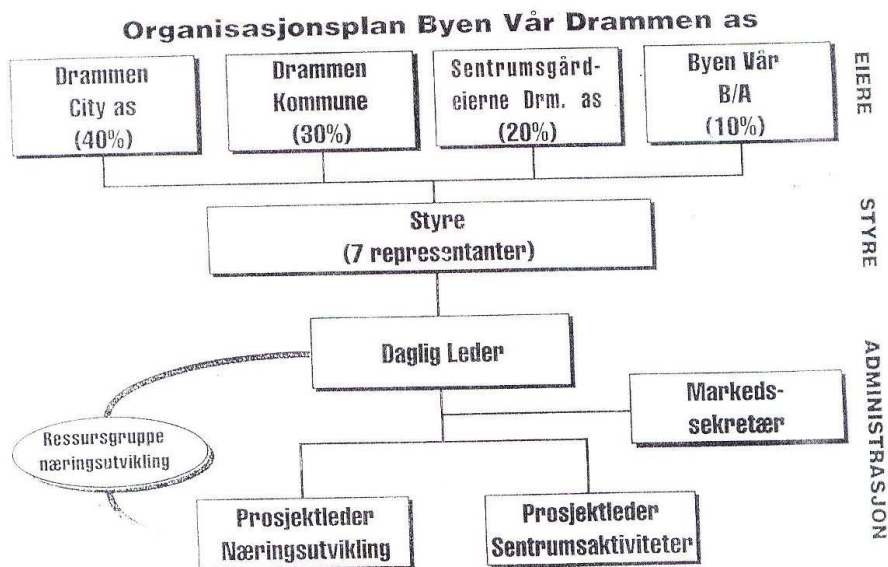 Organisasjonsplan Byen Vår Drammen as
Drammen
City as
(40%)
Drammen
Kommune
(30%)
Sentrumsgård-
eierne Drm. as
(20%)
Byen Vår
B/A
(10%)
EIERE
Styre
(7 representanter)
STYRE
Daglig Leder
Markeds-
sekretær
ADMINISTRASJON
Ressursgruppe
næringsutvikling
Prosjektleder
Næringsutvikling
Prosjektleder
Sentrumsaktiviteter